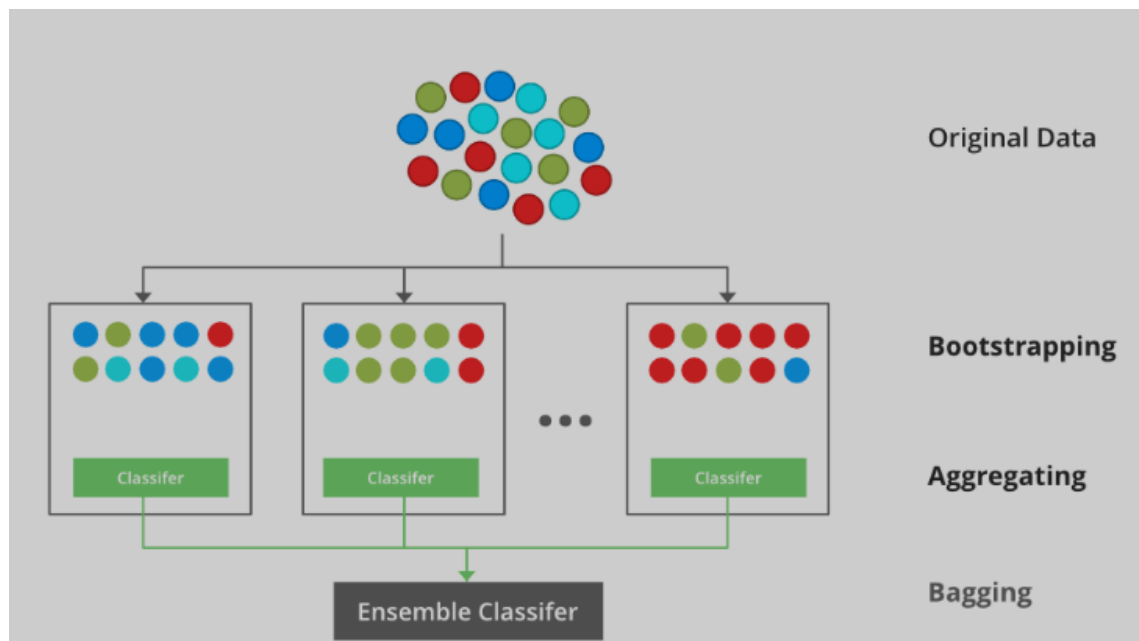 Original Data
Bootstrapping
Classifer
Classifer
Classifer
Aggregating
Ensemble Classifer
Bagging